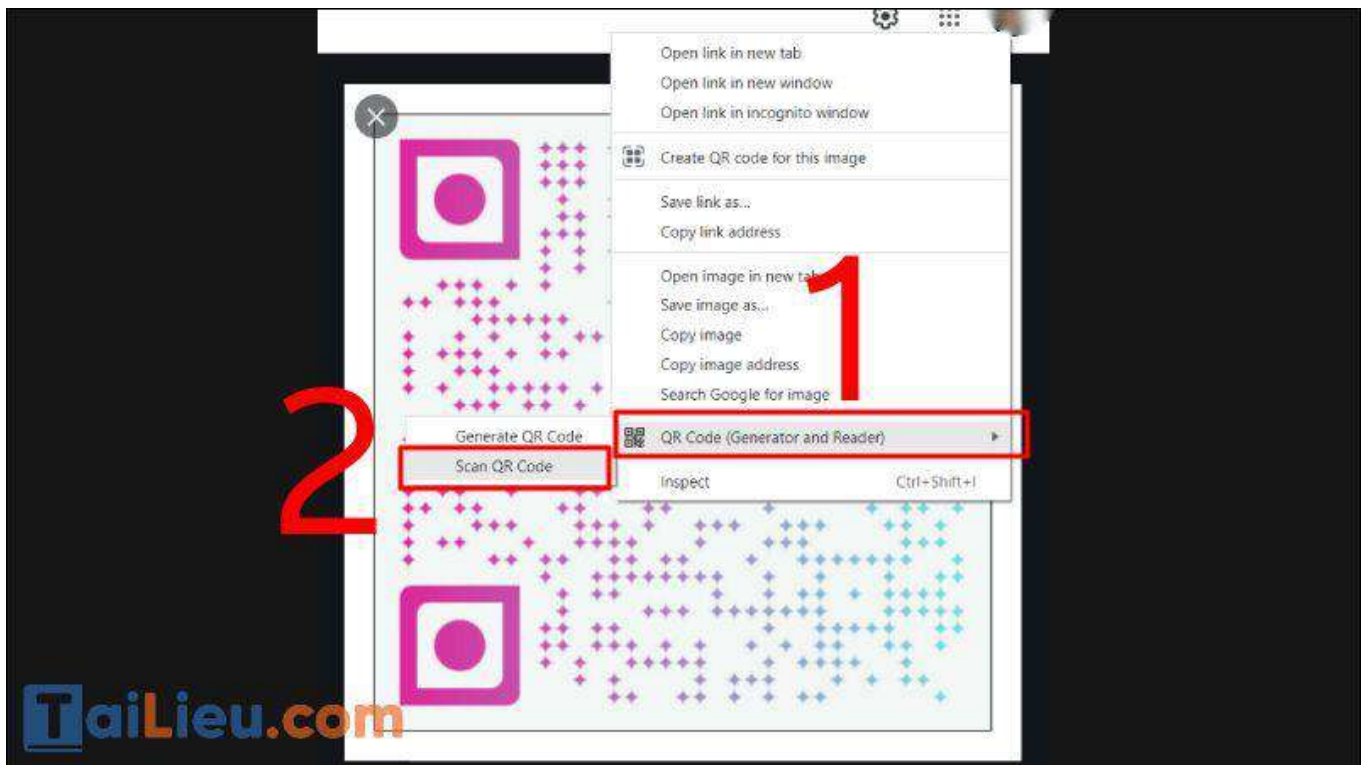 Open link in new tab
Open link in new window
Open link in incognito window
Create QR code for this image
Save link as...
Copy link address
Open image in new tab
Save image as...
Copy image
Copy image address
Search Google for image
1
2
Generate QR Code
QR Code (Generator and Reader)
Scan QR Code
Inspect Ctrl+Shift+I
TaiLieu.com